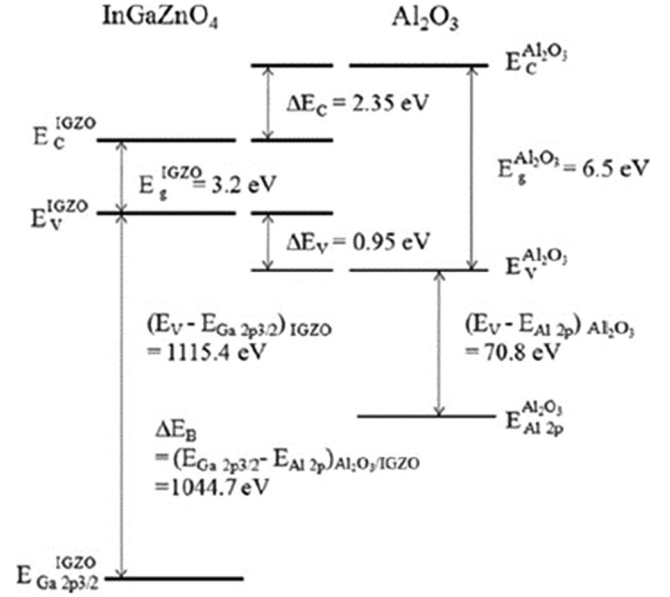 InGaZnO₄
Al₂O₃
E_C^Al₂O₃
ΔE_C = 2.35 eV
E_C^IGZO
E_g^IGZO = 3.2 eV
E_g^Al₂O₃ = 6.5 eV
E_V^IGZO
ΔE_V = 0.95 eV
E_V^Al₂O₃
(E_V - E_Ga 2p3/2) IGZO
= 1115.4 eV
(E_V - E_Al 2p) Al₂O₃
= 70.8 eV
E_Al 2p^Al₂O₃
ΔE_B
= (E_Ga 2p3/2 - E_Al 2p) Al₂O₃/IGZO
=1044.7 eV
E_Ga 2p3/2^IGZO